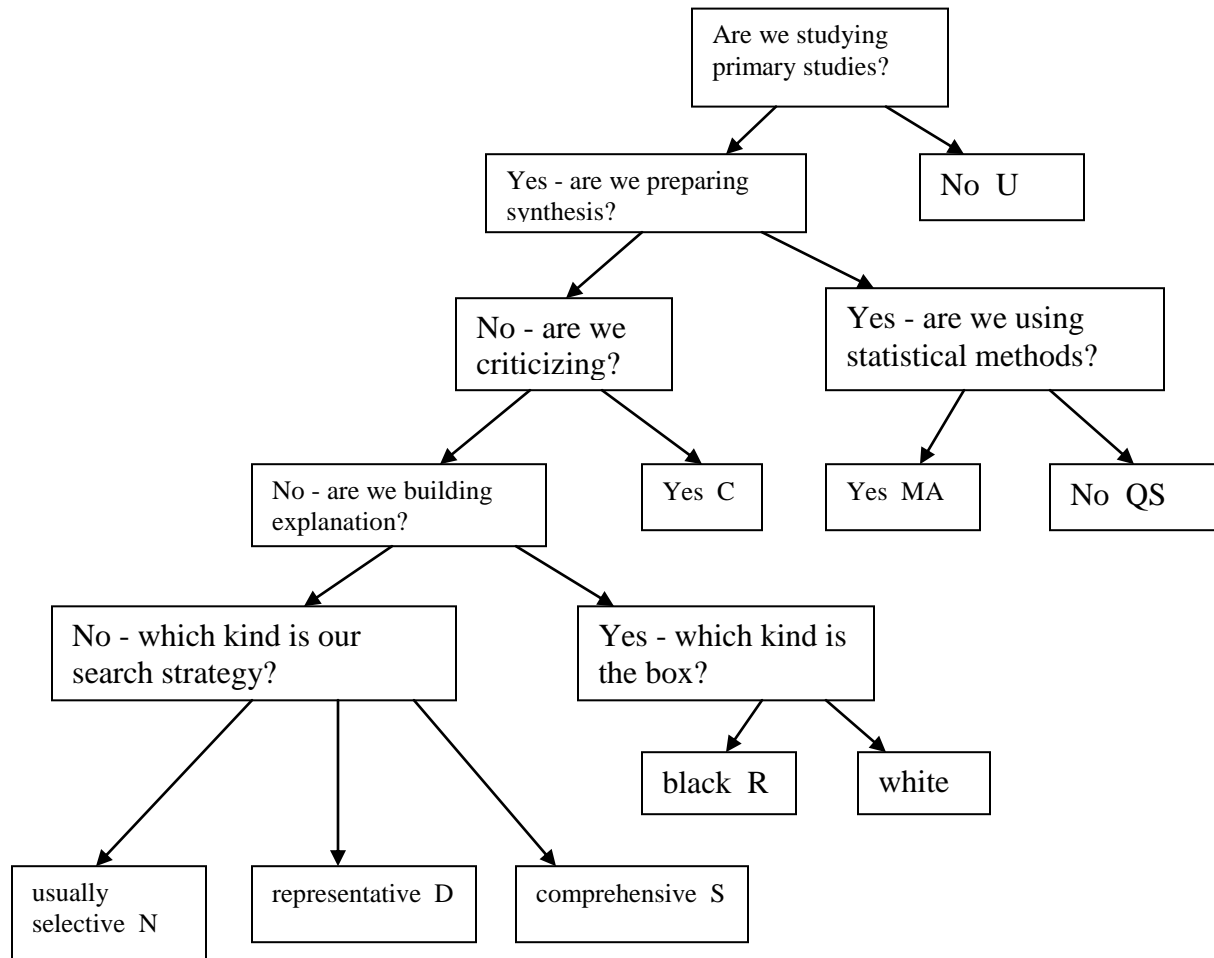 Are we studying
primary studies?
Yes - are we preparing
synthesis?
No U
No - are we
criticizing?
Yes - are we using
statistical methods?
No - are we building
explanation?
Yes C
Yes MA
No QS
No - which kind is our
search strategy?
Yes - which kind is
the box?
black R
white
usually
selective N
representative D
comprehensive S